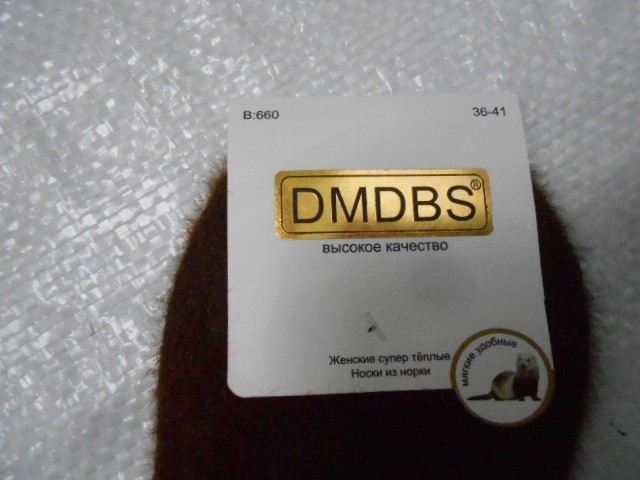 B:660 36-41
DMDBS®
высокое качество
Женские супер тёплые
Носки из норки
мягкие удобные